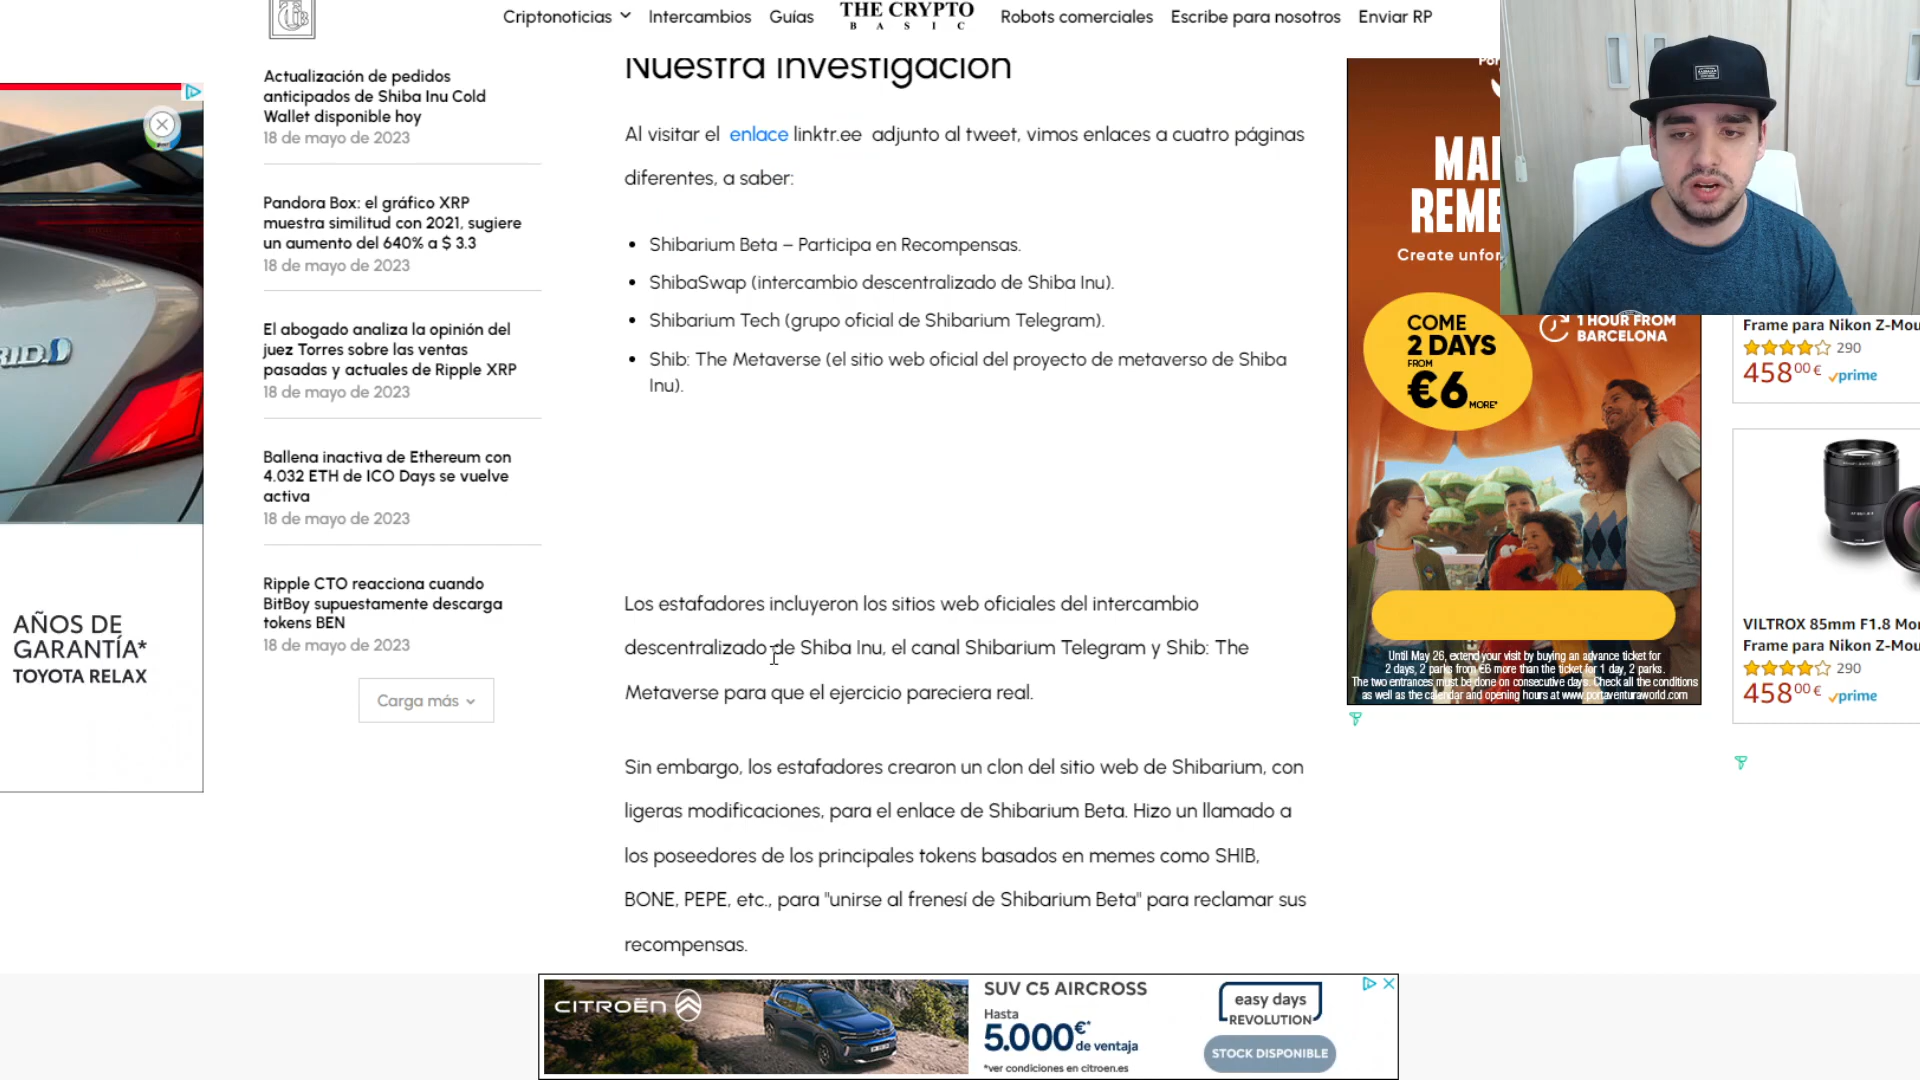 Criptonoticias
Intercambios
Guías
THE CRYPTO
BASIC
Robots comerciales
Escribe para nosotros
Enviar RP
Actualización de pedidos
anticipados de Shiba Inu Cold
Wallet disponible hoy
18 de mayo de 2023
Pandora Box: el gráfico XRP
muestra similitud con 2021, sugiere
un aumento del 640% a $ 3.3
18 de mayo de 2023
El abogado analiza la opinión del
juez Torres sobre las ventas
pasadas y actuales de Ripple XRP
18 de mayo de 2023
Ballena inactiva de Ethereum con
4.032 ETH de ICO Days se vuelve
activa
18 de mayo de 2023
Ripple CTO reacciona cuando
BitBoy supuestamente descarga
tokens BEN
18 de mayo de 2023
Carga más
Nuestra investigación
Al visitar el enlace linktr.ee adjunto al tweet, vimos enlaces a cuatro páginas
diferentes, a saber:
• Shibarium Beta – Participa en Recompensas.
• ShibaSwap (intercambio descentralizado de Shiba Inu).
• Shibarium Tech (grupo oficial de Shibarium Telegram).
• Shib: The Metaverse (el sitio web oficial del proyecto de metaverso de Shiba
Inu).
Los estafadores incluyeron los sitios web oficiales del intercambio
descentralizado de Shiba Inu, el canal Shibarium Telegram y Shib: The
Metaverse para que el ejercicio pareciera real.
Sin embargo, los estafadores crearon un clon del sitio web de Shibarium, con
ligeras modificaciones, para el enlace de Shibarium Beta. Hizo un llamado a
los poseedores de los principales tokens basados en memes como SHIB,
BONE, PEPE, etc., para "unirse al frenesí de Shibarium Beta" para reclamar sus
recompensas.
AÑOS DE
GARANTÍA*
TOYOTA RELAX
COME
2 DAYS
FROM
€6 MORE*
1 HOUR FROM
BARCELONA
Until May 26, extend your visit by buying an advance ticket for
2 days, 2 parks from €6 more than the ticket for 1 day, 2 parks.
The two entrances must be done on consecutive days. Check all the conditions
as well as the calendar and opening hours at www.portaventuraworld.com
Frame para Nikon Z-Mou
290
458 00 € prime
VILTROX 85mm F1.8 Mo
Frame para Nikon Z-Mou
290
458 00 € prime
CITROËN
SUV C5 AIRCROSS
Hasta
5.000€* de ventaja
*ver condiciones en citroen.es
easy days
REVOLUTION
STOCK DISPONIBLE